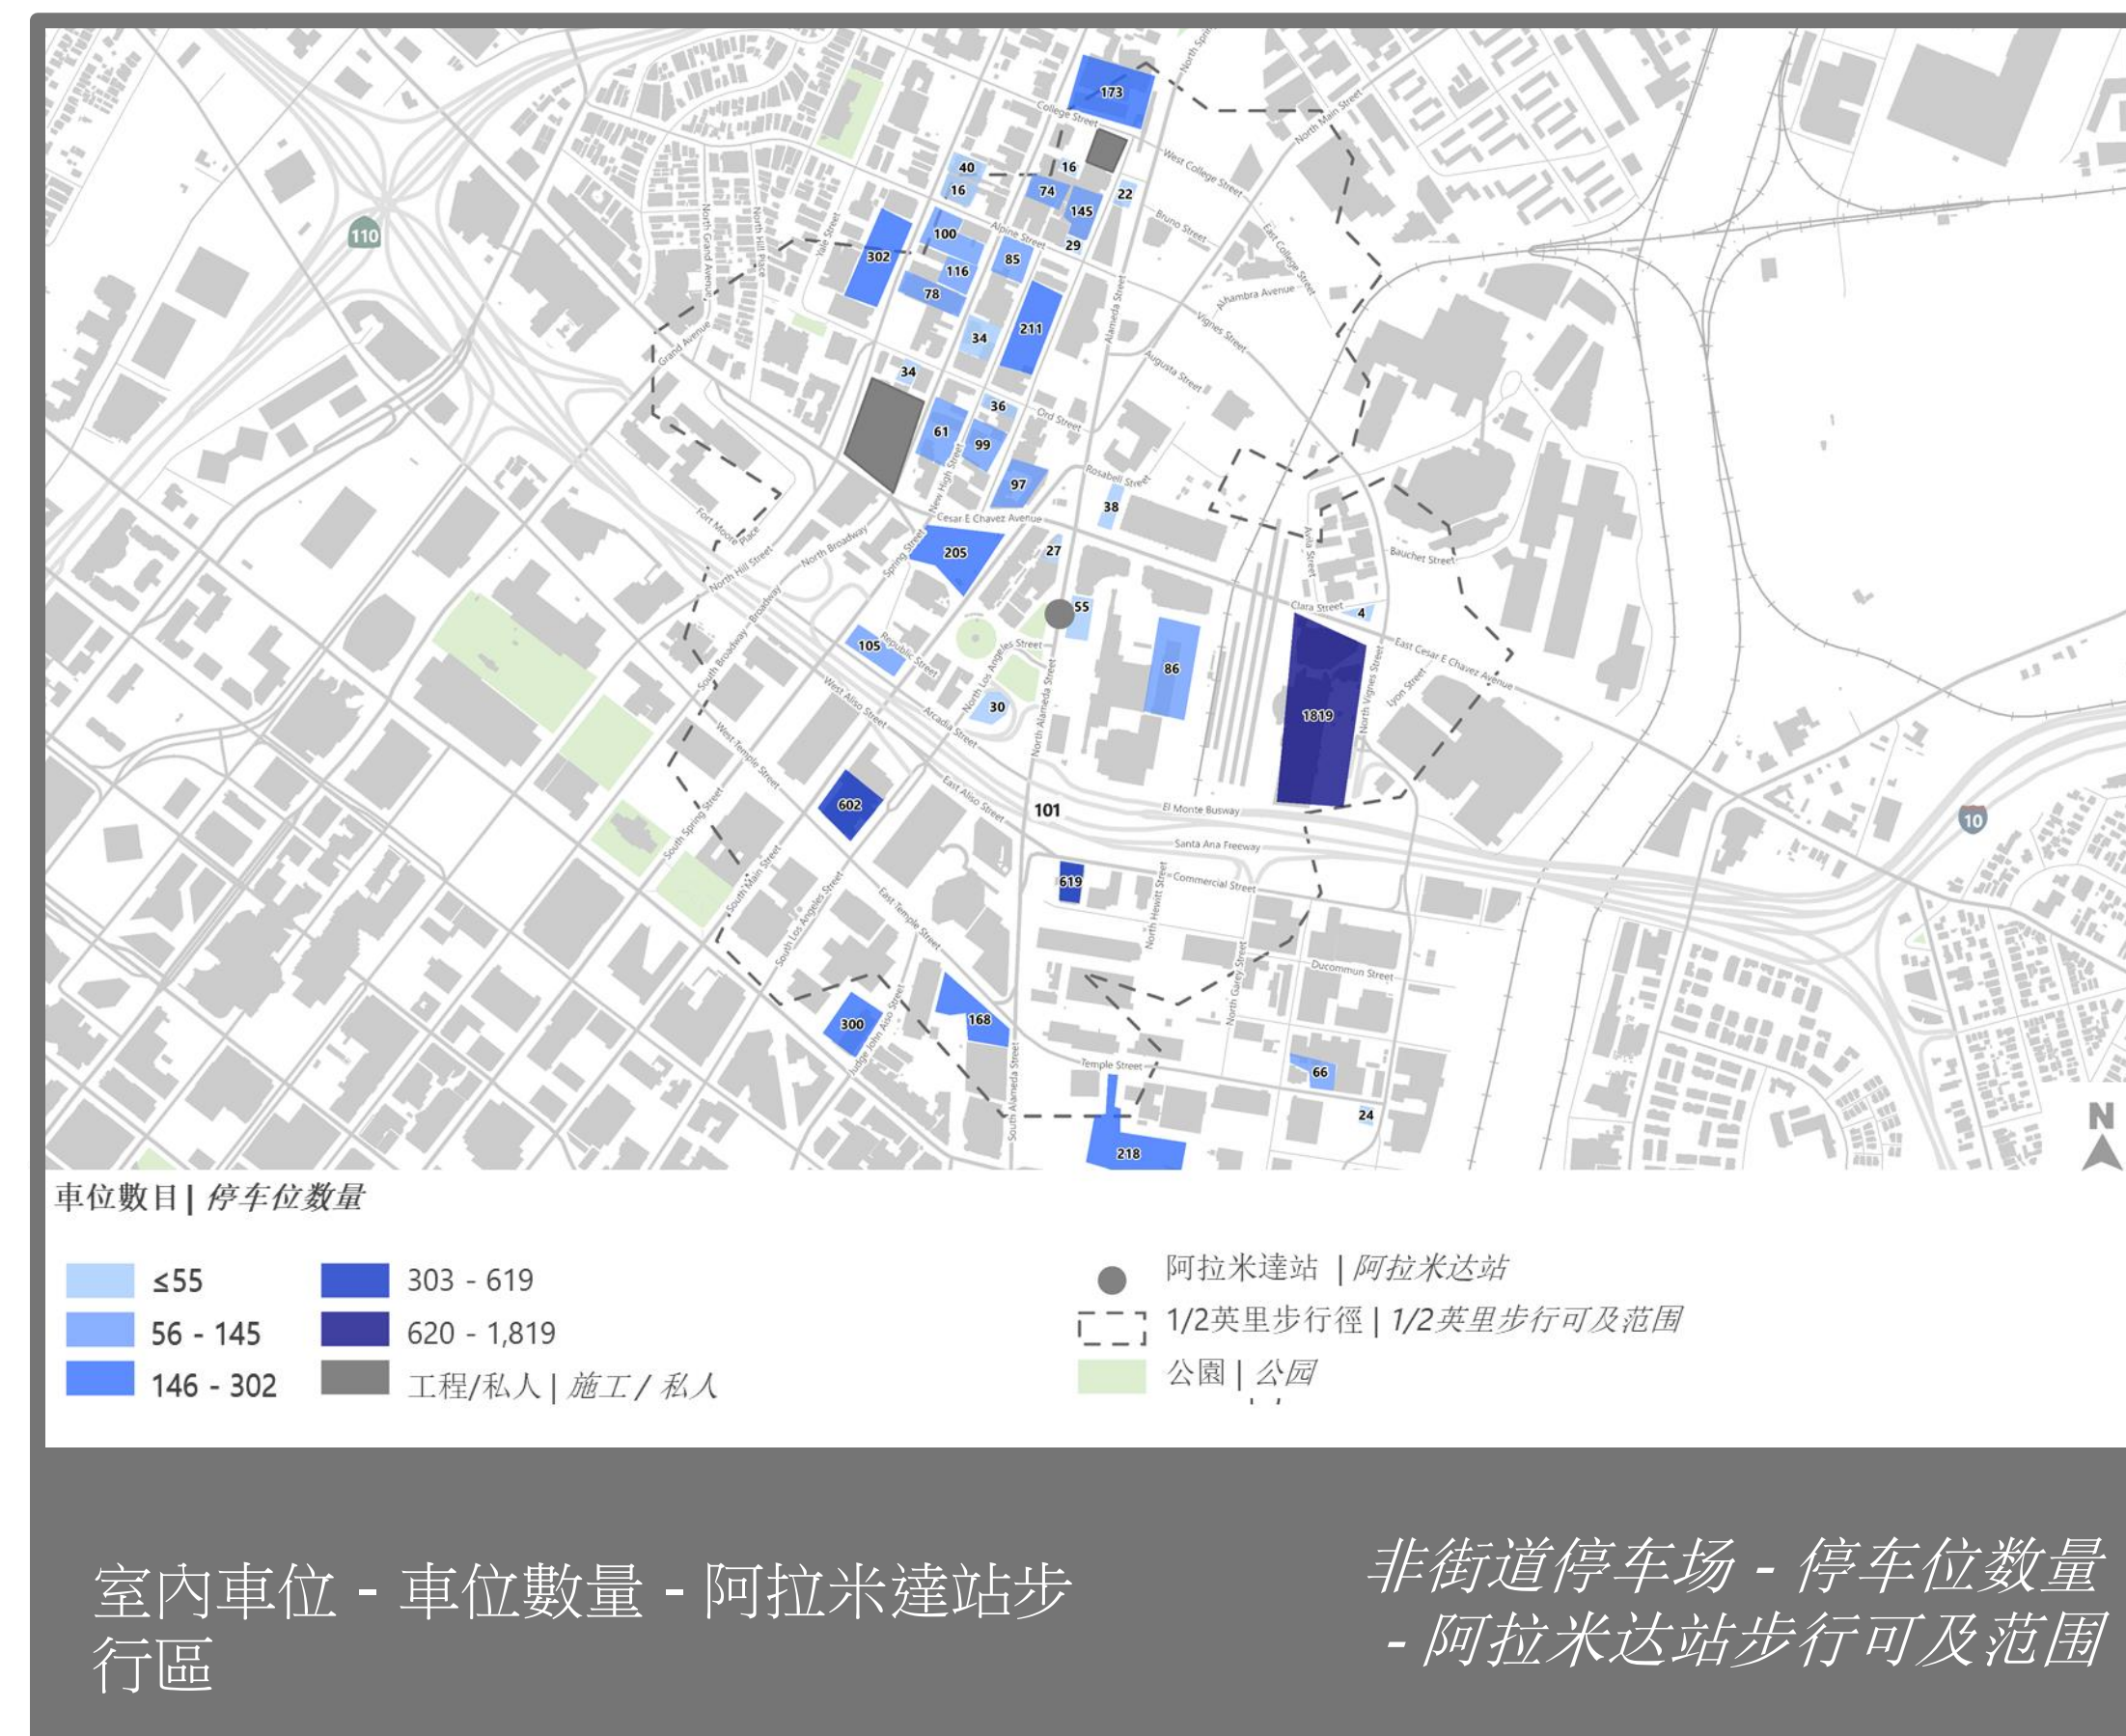 North Spring
173
College Street
North Main Street
40
16
16
74
22
West College Street
145
Bruno Street
110
North Grand Avenue
North Hill Place
Yale Street
100
Alpine Street
29
East College Street
302
116
85
78
Alhambra Avenue
Alameda Street
Vignes Street
211
34
Grand Avenue
Augusta Street
34
36
Ord Street
61
99
New High Street
97
Rosabell Street
38
Fort Moore Place
Cesar E Chavez Avenue
North Broadway
Spring Street
205
27
Avila Street
Bauchet Street
North Hill Street
South Broadway
Broadway
55
Clara Street
4
105
Republic Street
North Los Angeles Street
East Cesar E Chavez Avenue
86
West Aliso Street
30
Arcadia Street
North Alameda Street
1819
North Vignes Street
Lyon Street
West Temple Street
602
East Aliso Street
101
El Monte Busway
10
South Spring Street
Santa Ana Freeway
619
Commercial Street
North Hewitt Street
South Main Street
South Los Angeles Street
East Temple Street
North Garey Street
Ducommun Street
300
Judge John Aiso Street
168
South Alameda Street
Temple Street
66
24
218
N
車位數目 | 停车位数量
≤55
56 - 145
146 - 302
303 - 619
620 - 1,819
工程/私人 | 施工 / 私人
阿拉米達站 | 阿拉米达站
1/2英里步行徑 | 1/2英里步行可及范围
公園 | 公园
室內車位 - 車位數量 - 阿拉米達站步
行區
非街道停车场 - 停车位数量
- 阿拉米达站步行可及范围